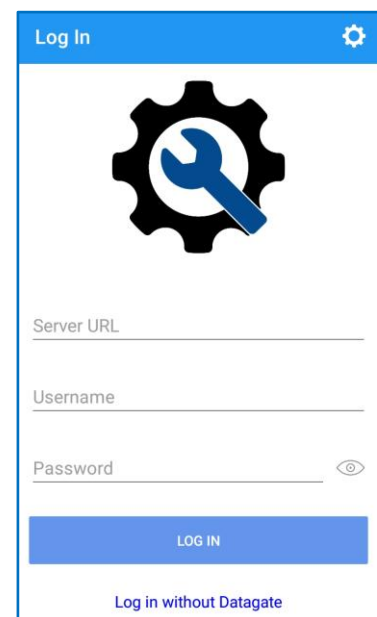 Log In
Server URL
Username
Password
LOG IN
Log in without Datagate